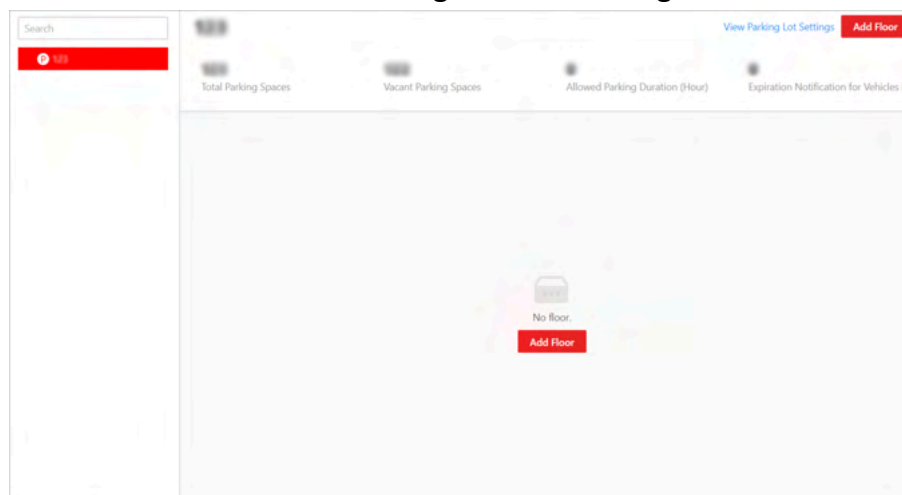 Search
View Parking Lot Settings
Add Floor
P 123
Total Parking Spaces
Vacant Parking Spaces
Allowed Parking Duration (Hour)
Expiration Notification for Vehicles
No floor.
Add Floor